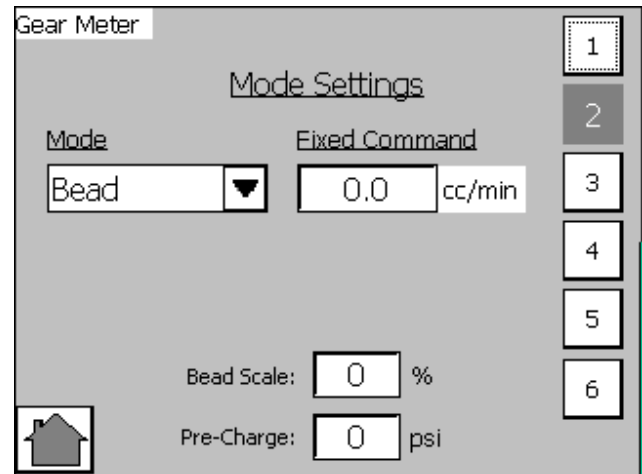 Gear Meter
Mode Settings
Mode
Fixed Command
Bead
0.0 cc/min
Bead Scale: 0 %
Pre-Charge: 0 psi
1
2
3
4
5
6